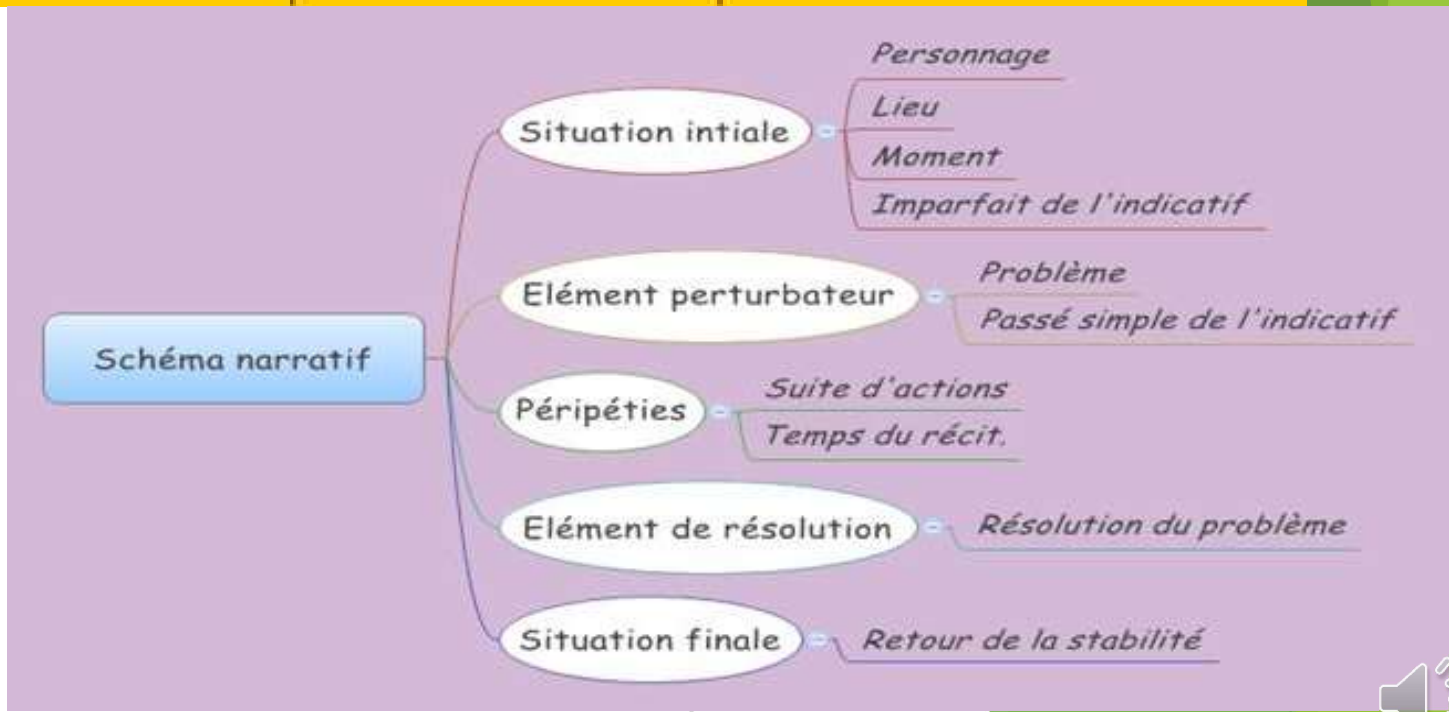 Schéma narratif
Situation intiale
Personnage
Lieu
Moment
Imparfait de l'indicatif
Elément perturbateur
Problème
Passé simple de l'indicatif
Péripéties
Suite d'actions
Temps du récit.
Elément de résolution
Résolution du problème
Situation finale
Retour de la stabilité